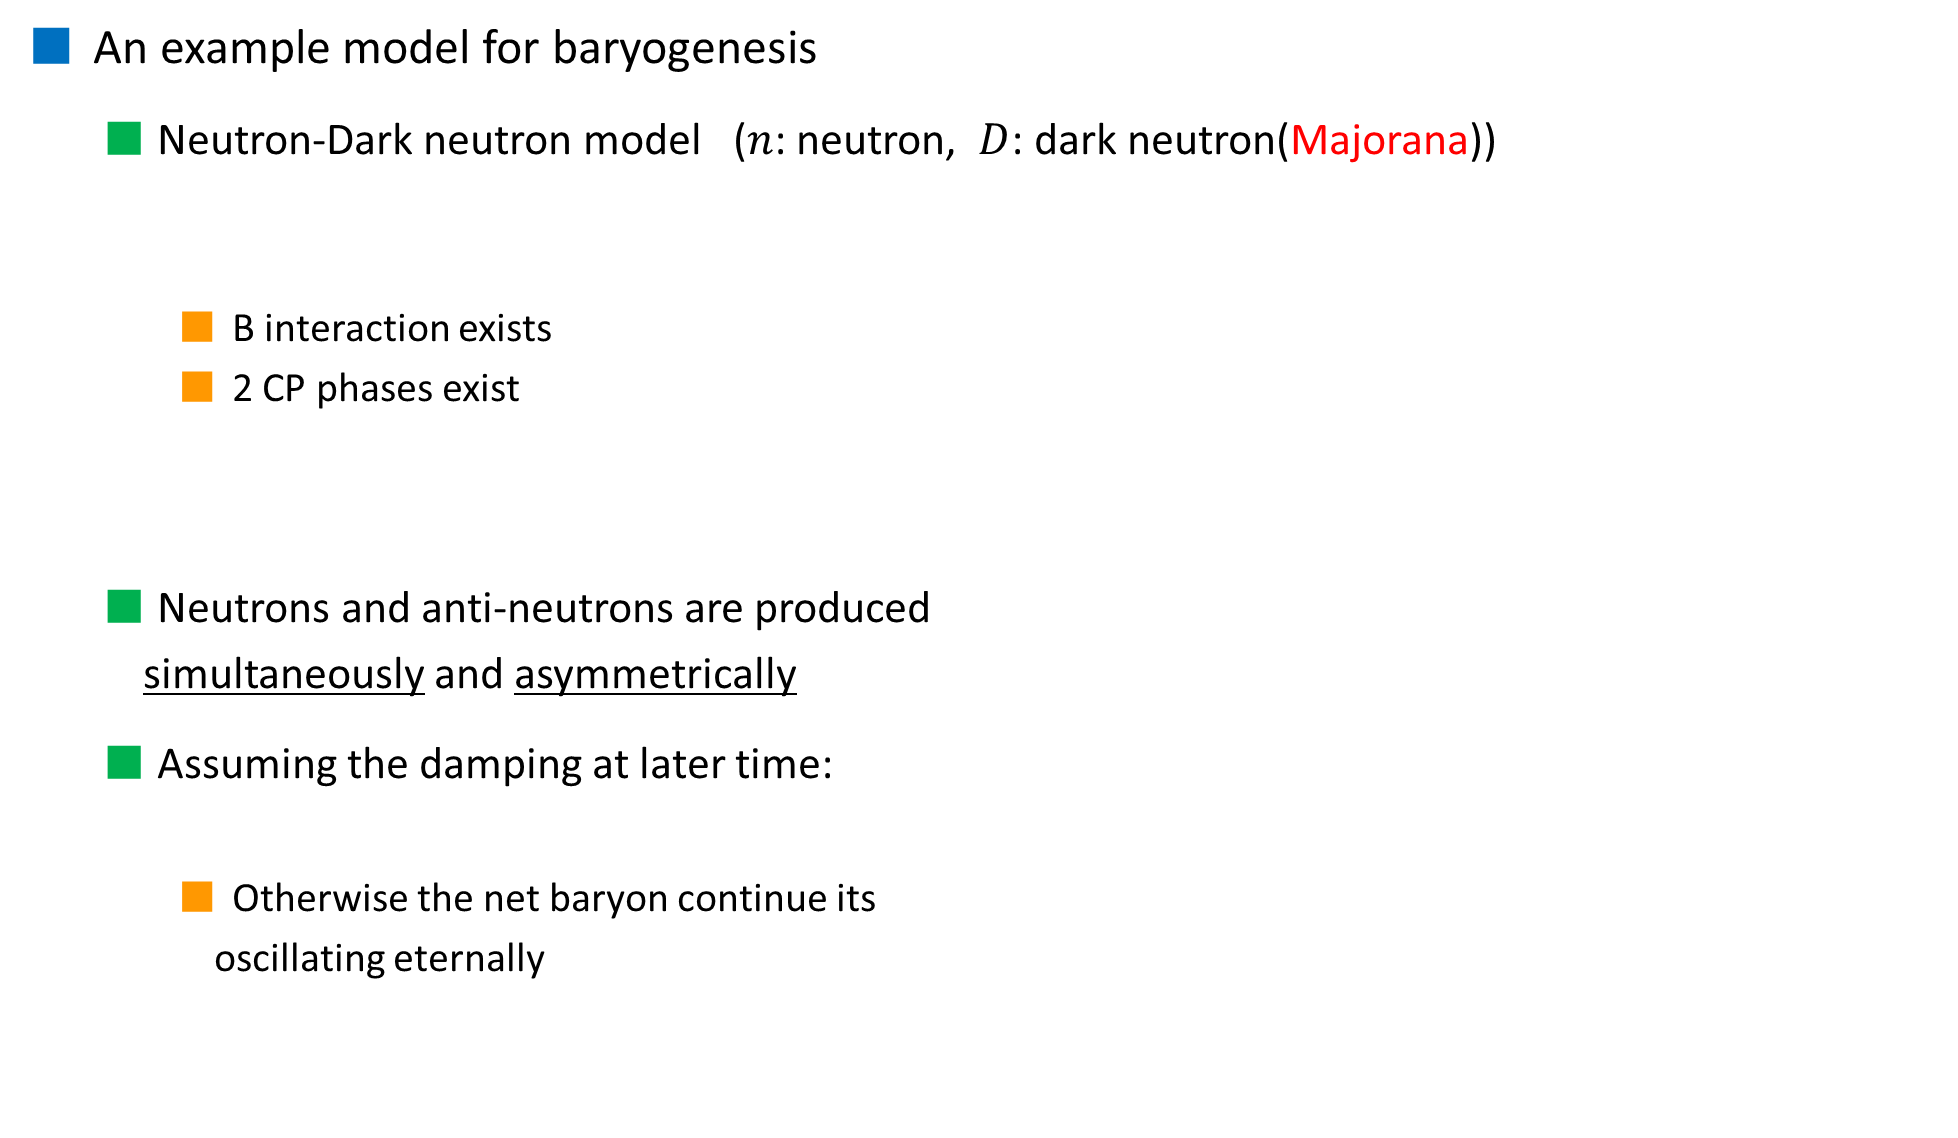 An example model for baryogenesis
Neutron-Dark neutron model (n: neutron, D: dark neutron(Majorana))
B interaction exists
2 CP phases exist
Neutrons and anti-neutrons are produced
simultaneously and asymmetrically
Assuming the damping at later time:
Otherwise the net baryon continue its
oscillating eternally